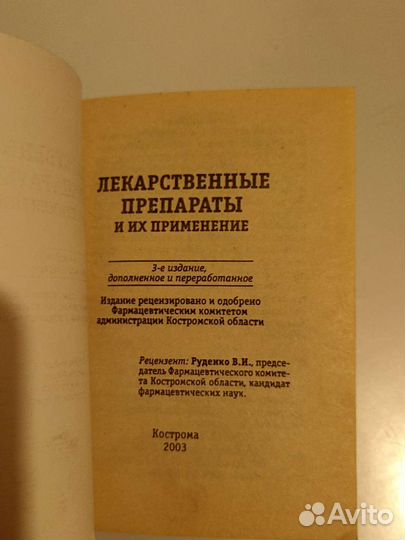 ЛЕКАРСТВЕННЫЕ
ПРЕПАРАТЫ
И ИХ ПРИМЕНЕНИЕ
3-е издание,
дополненное и переработанное
Издание рецензировано и одобрено
Фармацевтическим комитетом
администрации Костромской области
Рецензент: Руденко В.И., предсе-
датель Фармацевтического комите-
та Костромской области, кандидат
фармацевтических наук.
Кострома
2003
Avito